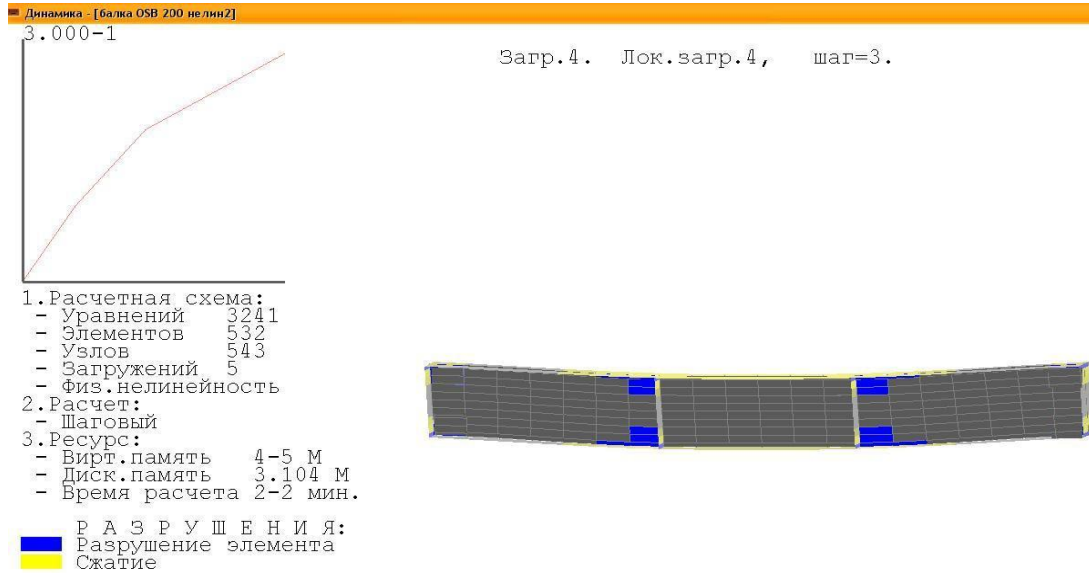 Динамика - [балка OSB 200 нелин2]
3.000-1
Загр.4. Лок.загр.4, шаг=3.
1.Расчетная схема:
- Уравнений 3241
- Элементов 532
- Узлов 543
- Загружений 5
- Физ.нелинейность
2.Расчет:
- Шаговый
3.Ресурс:
- Вирт.память 4-5 М
- Диск.память 3.104 М
- Время расчета 2-2 мин.
Р А З Р У Ш Е Н И Я:
Разрушение элемента
Сжатие